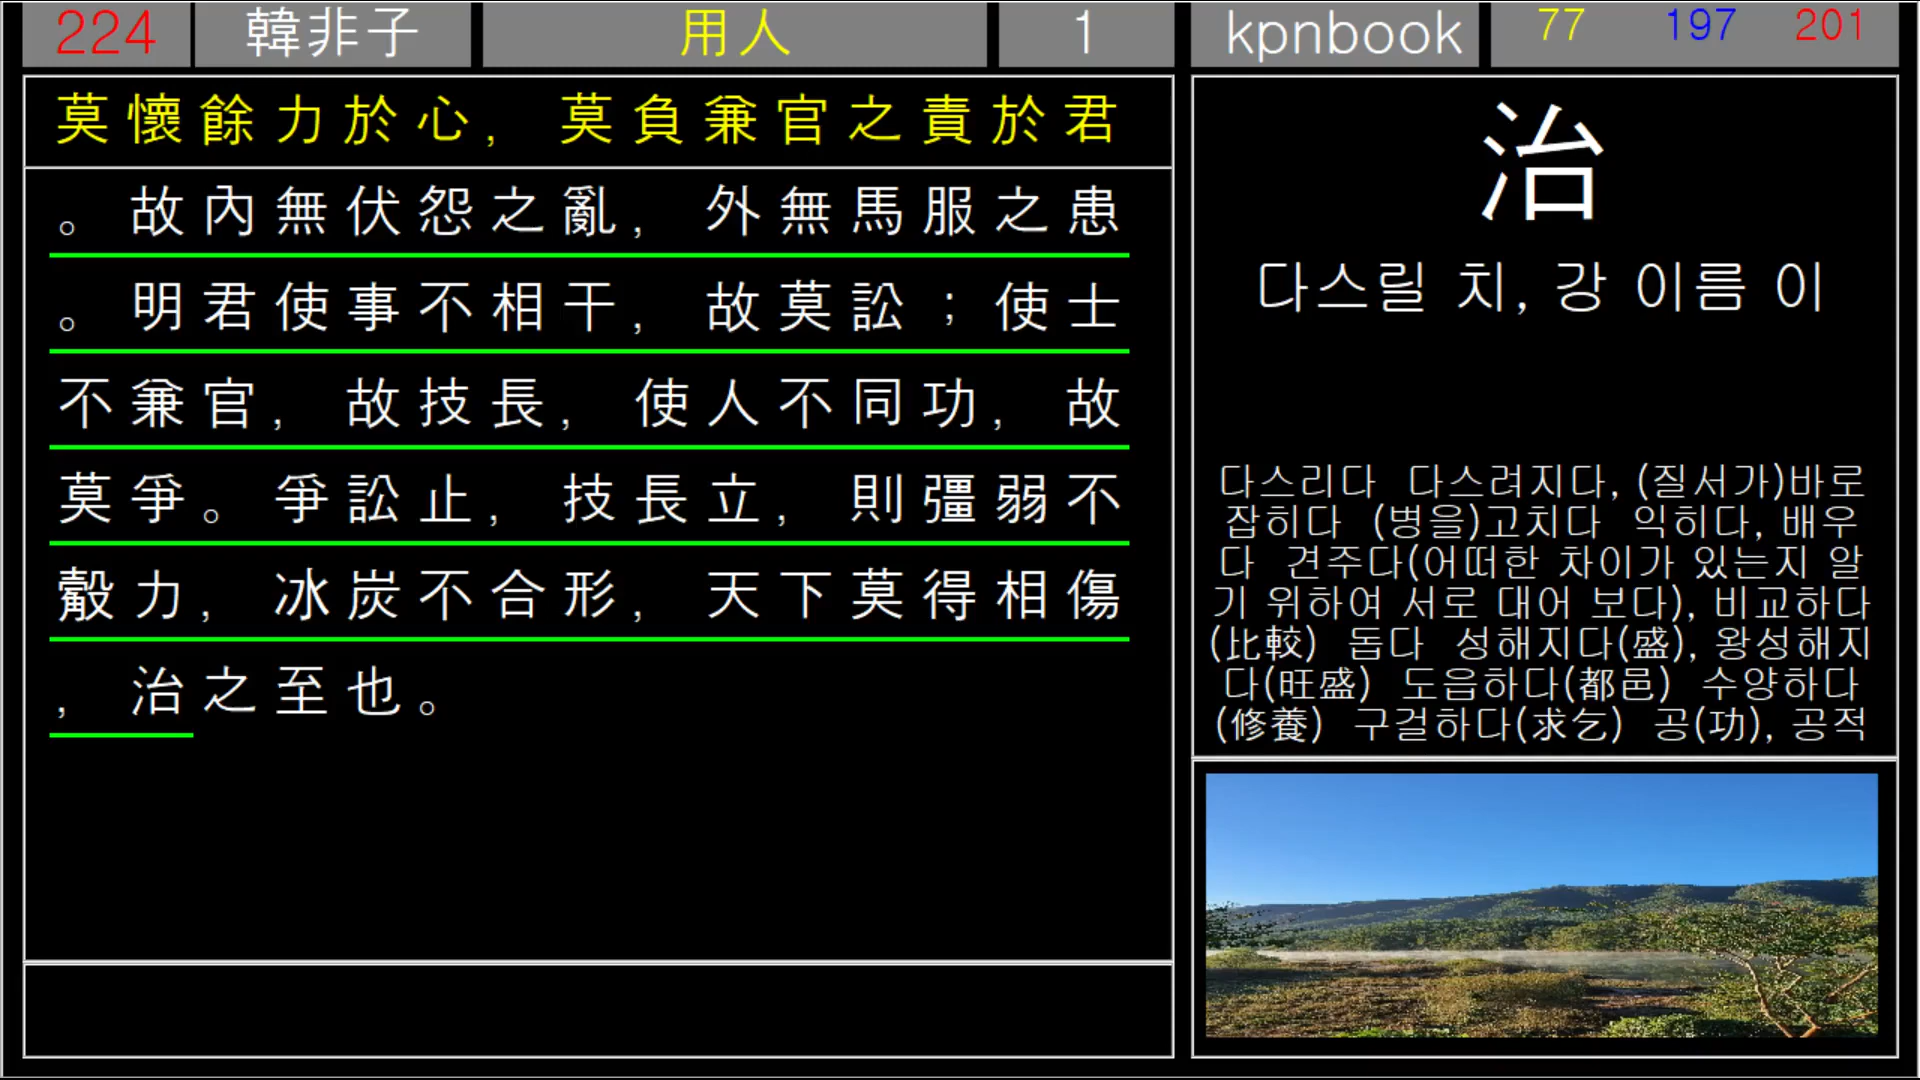 224 韓非子 用人 1 kpnbook 77 197 201
莫懷餘力於心, 莫負兼官之責於君
。故內無伏怨之亂, 外無馬服之患
。明君使事不相干, 故莫訟；使士
不兼官, 故技長, 使人不同功, 故
莫爭。爭訟止, 技長立, 則彊弱不
觳力, 冰炭不合形, 天下莫得相傷
, 治之至也。
治
다스릴 치, 강 이름 이
다스리다 다스려지다, (질서가)바로
잡히다 (병을)고치다 익히다, 배우
다 견주다(어떠한 차이가 있는지 알
기 위하여 서로 대어 보다), 비교하다
(比較) 돕다 성해지다(盛), 왕성해지
다(旺盛) 도읍하다(都邑) 수양하다
(修養) 구걸하다(求乞) 공(功), 공적